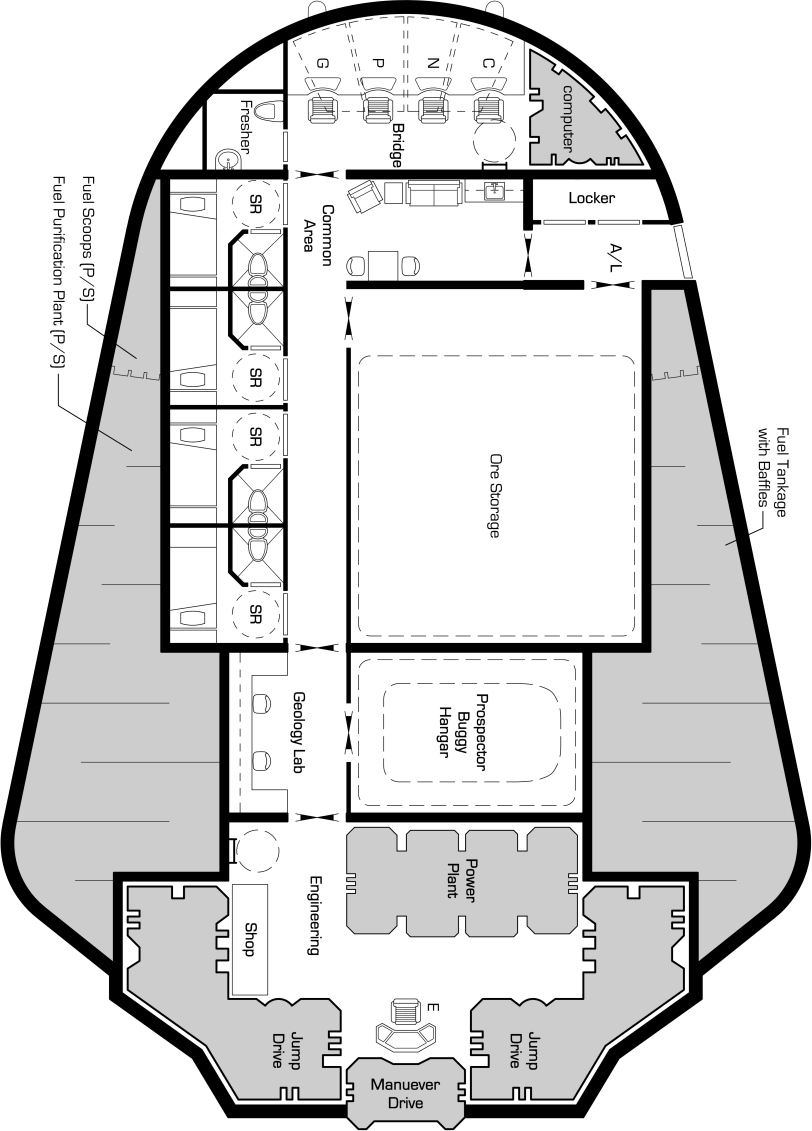 G
P
N
C
computer
Fresher
Bridge
Locker
SR
Common
Area
A/L
Fuel Scoops (P/S)
Fuel Purification Plant (P/S)
SR
SR
Ore Storage
Fuel Tankage
with Baffles
SR
Geology Lab
Prospector
Buggy
Hangar
Power
Plant
Engineering
Shop
E
Jump
Drive
Jump
Drive
Manuever
Drive